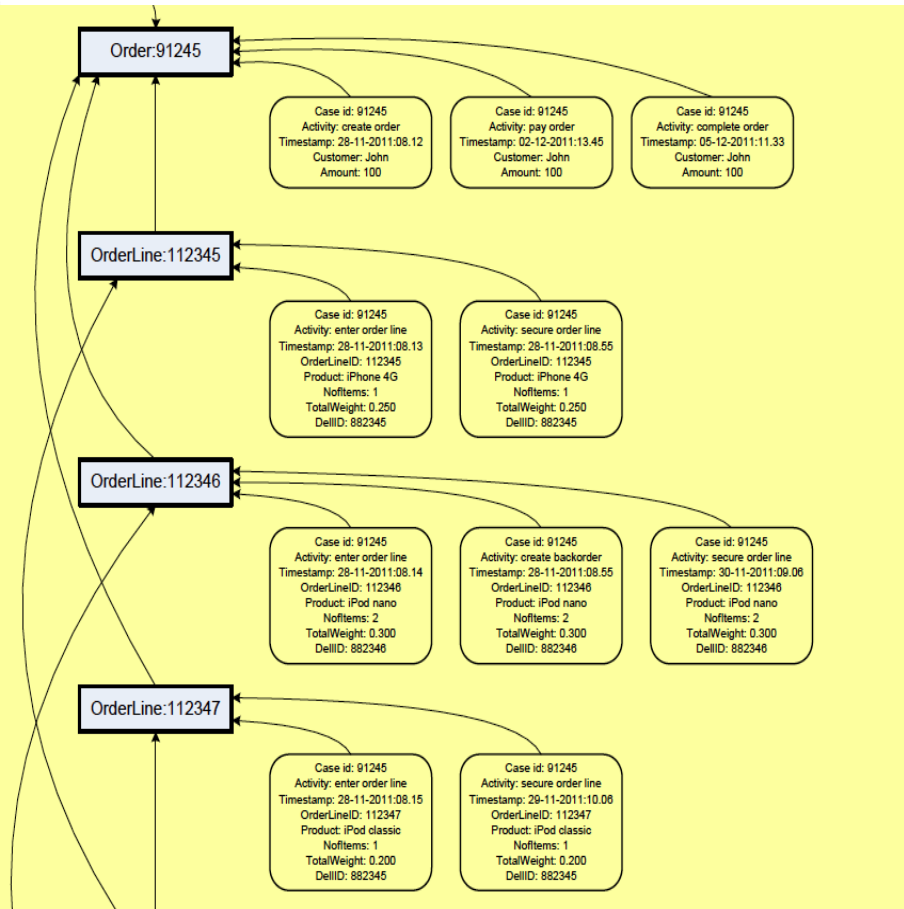 Order:91245
Case id: 91245
Activity: create order
Timestamp: 28-11-2011:08.12
Customer: John
Amount: 100
Case id: 91245
Activity: pay order
Timestamp: 02-12-2011:13.45
Customer: John
Amount: 100
Case id: 91245
Activity: complete order
Timestamp: 05-12-2011:11.33
Customer: John
Amount: 100
OrderLine:112345
Case id: 91245
Activity: enter order line
Timestamp: 28-11-2011:08.13
OrderLineID: 112345
Product: iPhone 4G
NofItems: 1
TotalWeight: 0.250
DellID: 882345
Case id: 91245
Activity: secure order line
Timestamp: 28-11-2011:08.55
OrderLineID: 112345
Product: iPhone 4G
NofItems: 1
TotalWeight: 0.250
DellID: 882345
OrderLine:112346
Case id: 91245
Activity: enter order line
Timestamp: 28-11-2011:08.14
OrderLineID: 112346
Product: iPod nano
NofItems: 2
TotalWeight: 0.300
DellID: 882346
Case id: 91245
Activity: create backorder
Timestamp: 28-11-2011:08.55
OrderLineID: 112346
Product: iPod nano
NofItems: 2
TotalWeight: 0.300
DellID: 882346
Case id: 91245
Activity: secure order line
Timestamp: 30-11-2011:09.06
OrderLineID: 112346
Product: iPod nano
NofItems: 2
TotalWeight: 0.300
DellID: 882346
OrderLine:112347
Case id: 91245
Activity: enter order line
Timestamp: 28-11-2011:08.15
OrderLineID: 112347
Product: iPod classic
NofItems: 1
TotalWeight: 0.200
DellID: 882345
Case id: 91245
Activity: secure order line
Timestamp: 29-11-2011:10.06
OrderLineID: 112347
Product: iPod classic
NofItems: 1
TotalWeight: 0.200
DellID: 882345